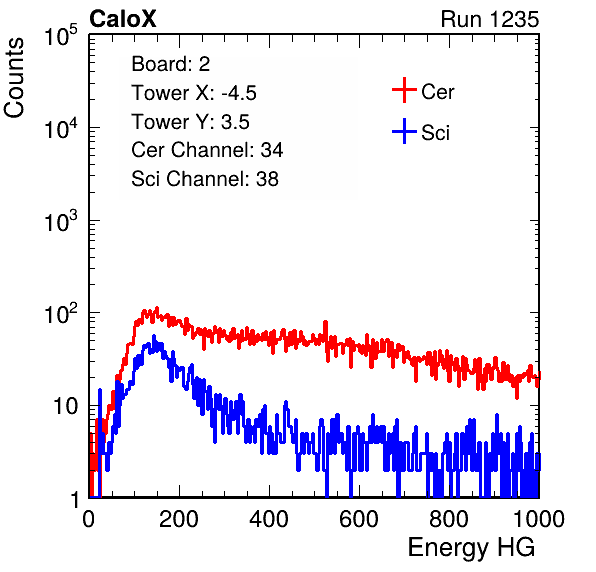 CaloX Run 1235
Counts
Board: 2
Tower X: -4.5
Tower Y: 3.5
Cer Channel: 34
Sci Channel: 38
Cer
Sci
10^5
10^4
10^3
10^2
10
1
0 200 400 600 800 1000
Energy HG